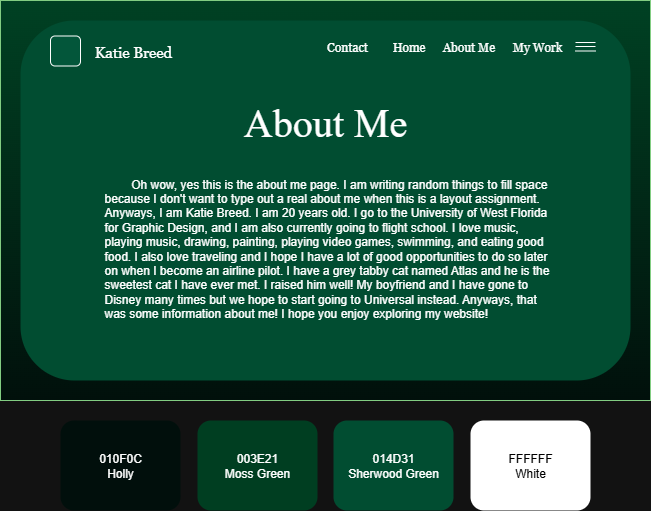 Katie Breed
Contact Home About Me My Work
About Me
Oh wow, yes this is the about me page. I am writing random things to fill space
because I don't want to type out a real about me when this is a layout assignment.
Anyways, I am Katie Breed. I am 20 years old. I go to the University of West Florida
for Graphic Design, and I am also currently going to flight school. I love music,
playing music, drawing, painting, playing video games, swimming, and eating good
food. I also love traveling and I hope I have a lot of good opportunities to do so later
on when I become an airline pilot. I have a grey tabby cat named Atlas and he is the
sweetest cat I have ever met. I raised him well! My boyfriend and I have gone to
Disney many times but we hope to start going to Universal instead. Anyways, that
was some information about me! I hope you enjoy exploring my website!
010F0C
Holly
003E21
Moss Green
014D31
Sherwood Green
FFFFFF
White